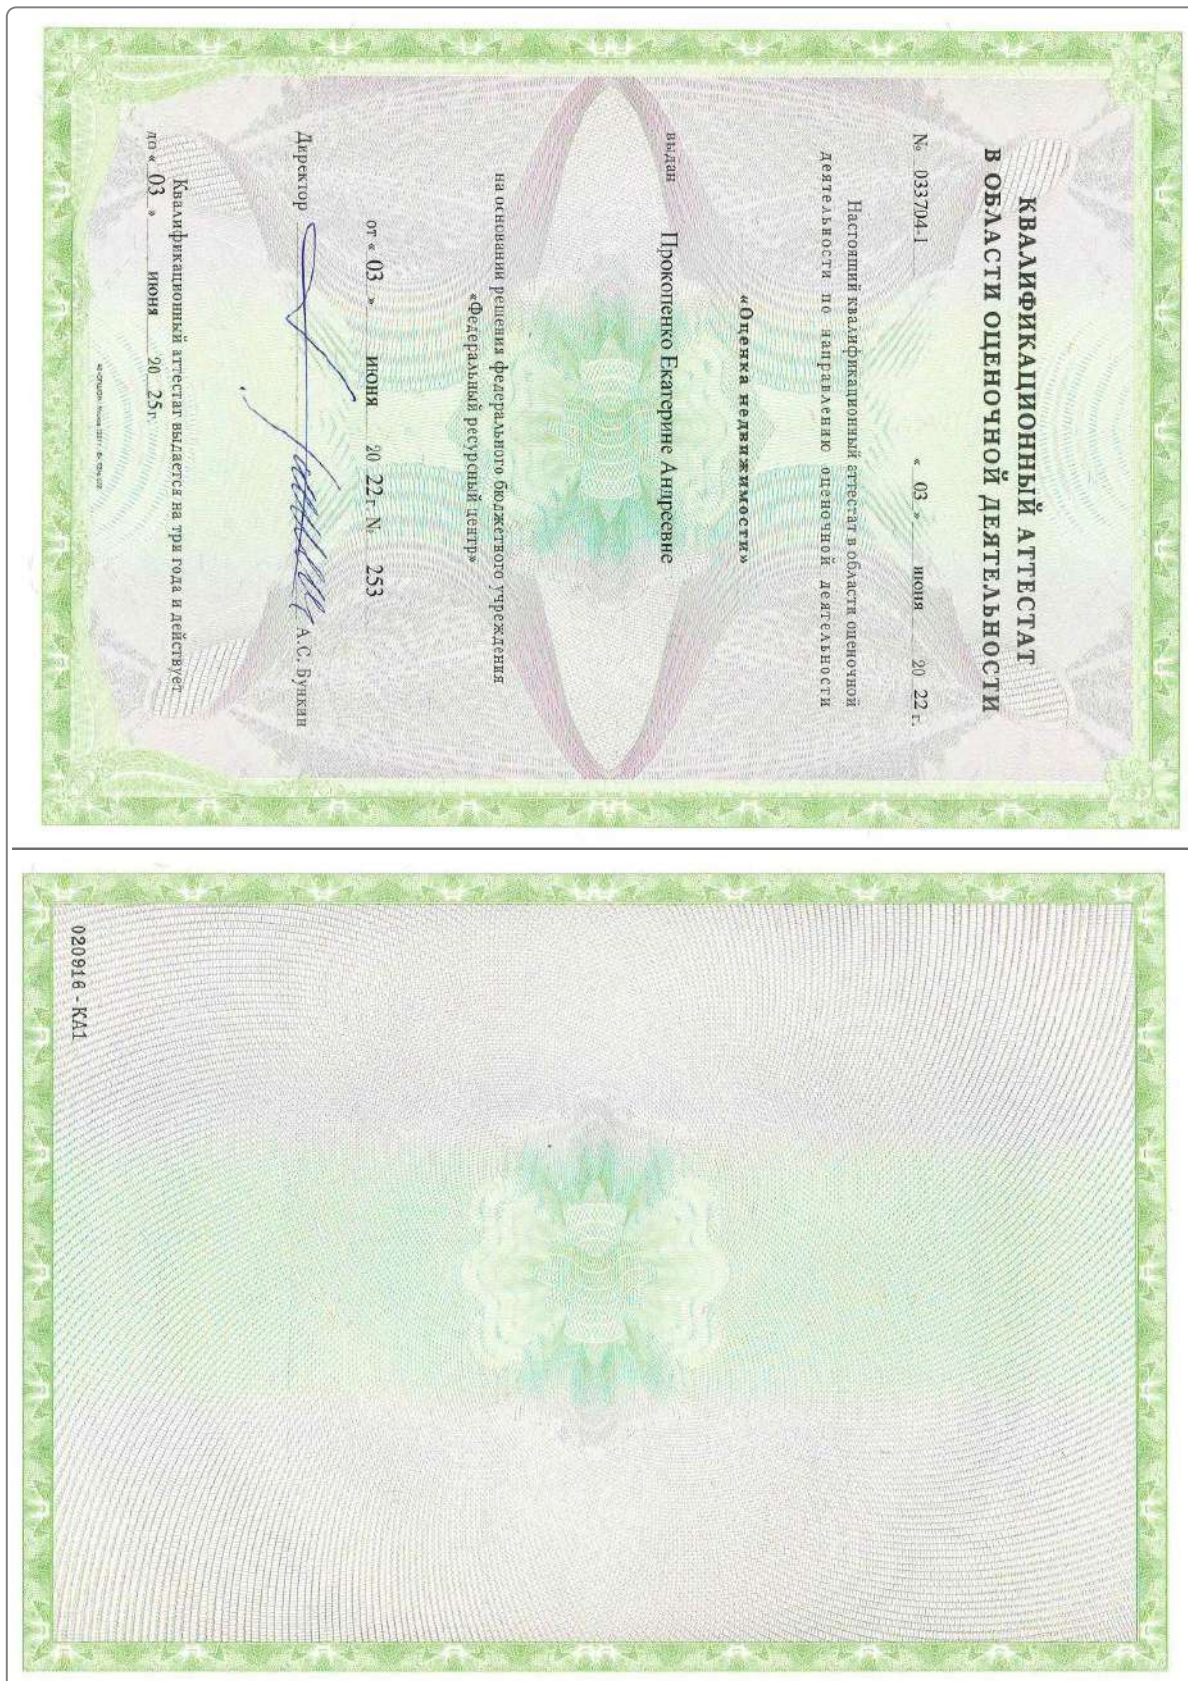 КВАЛИФИКАЦИОННЫЙ АТТЕСТАТ
В ОБЛАСТИ ОЦЕНОЧНОЙ ДЕЯТЕЛЬНОСТИ
№ 033704-1 « 03 » июня 20 22 г.
Настоящий квалификационный аттестат в области оценочной
деятельности по направлению оценочной деятельности
«Оценка недвижимости»
выдан Прокопенко Екатерине Андреевне
на основании решения федерального бюджетного учреждения
«Федеральный ресурсный центр»
от « 03 » июня 20 22 г. № 253
Директор А.С. Бункин
Квалификационный аттестат выдается на три года и действует
до « 03 » июня 20 25 г.
020916 - КА1